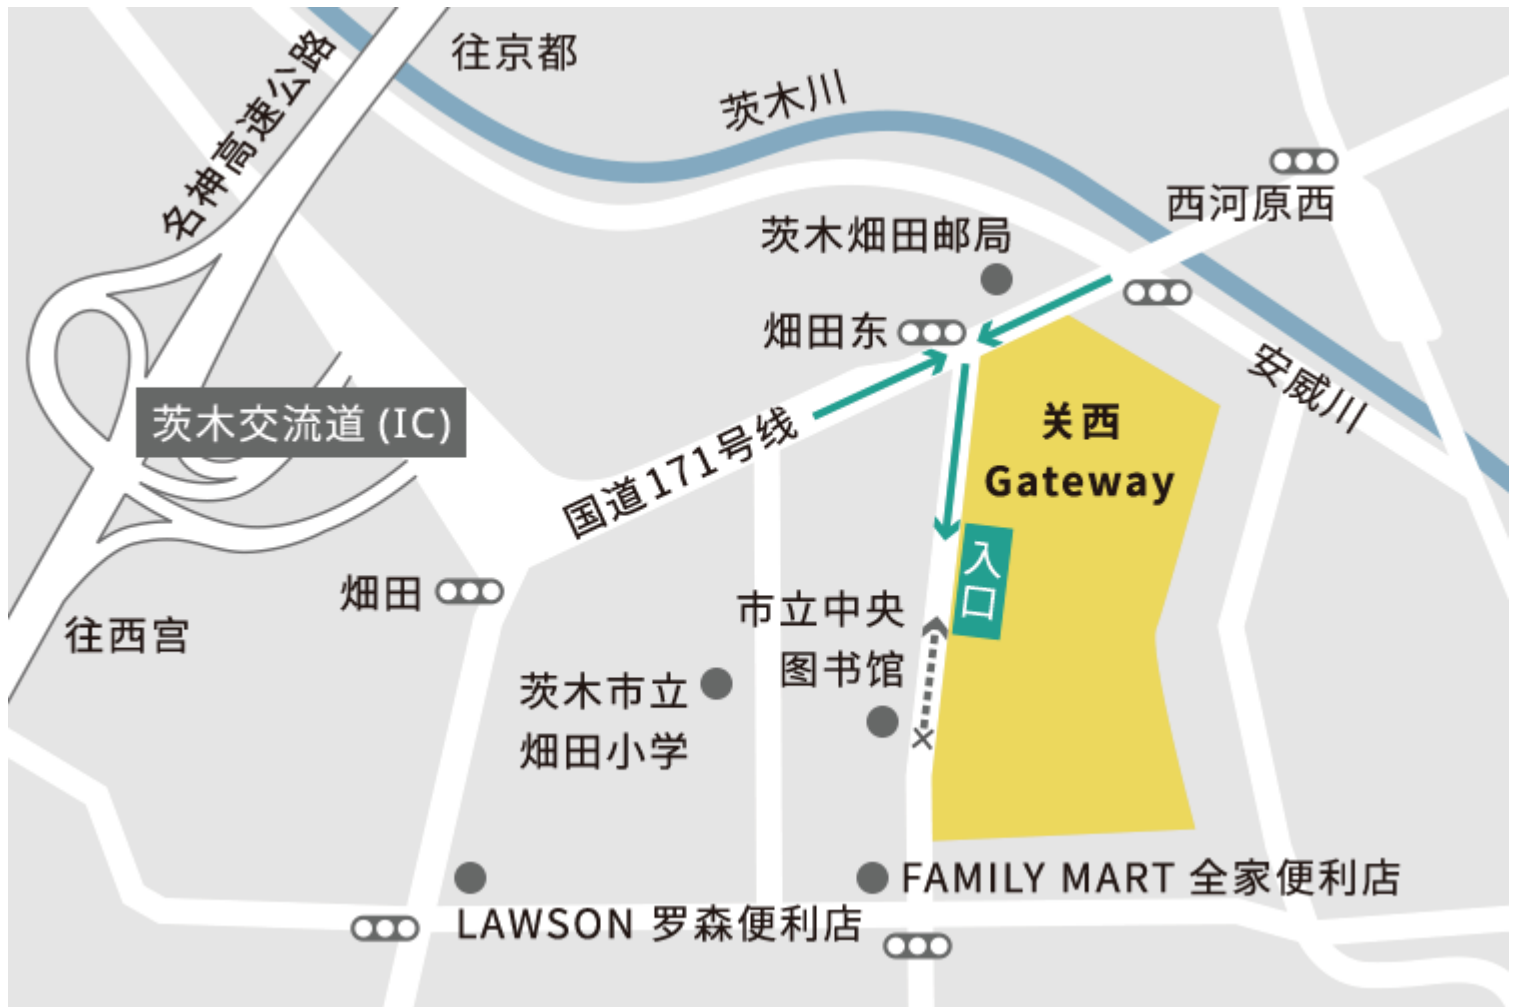 往京都
名神高速公路
茨木川
西河原西
茨木畑田邮局
畑田东
安威川
茨木交流道 (IC)
关西
Gateway
国道171号线
入口
畑田
往西宫
市立中央
图书馆
茨木市立
畑田小学
FAMILY MART 全家便利店
LAWSON 罗森便利店